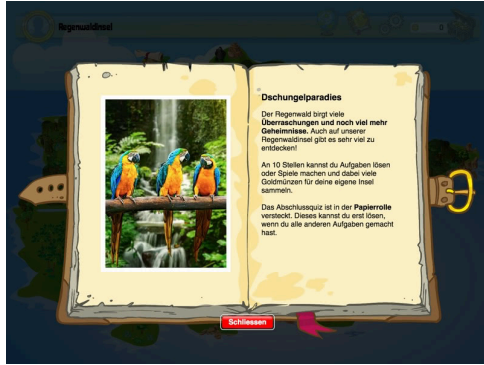 Regenwaldinsel
0
Dschungelparadies
Der Regenwald birgt viele
Überraschungen und noch viel mehr
Geheimnisse. Auch auf unserer
Regenwaldinsel gibt es sehr viel zu
entdecken!
An 10 Stellen kannst du Aufgaben lösen
oder Spiele machen und dabei viele
Goldmünzen für deine eigene Insel
sammeln.
Das Abschlussquiz ist in der Papierrolle
versteckt. Dieses kannst du erst lösen,
wenn du alle anderen Aufgaben gemacht
hast.
Schliessen